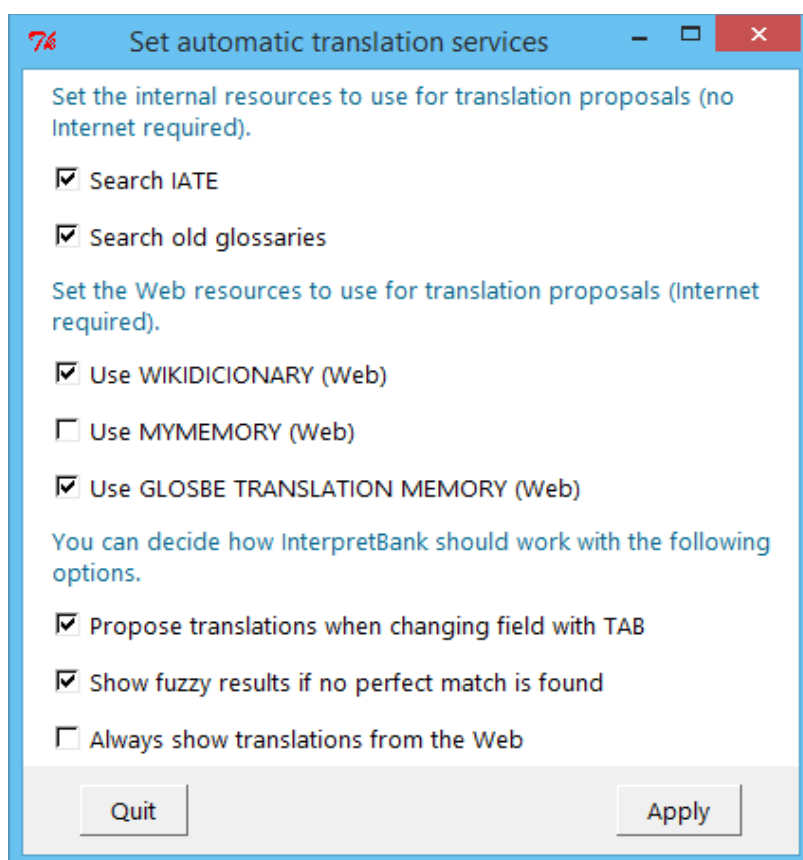 Set automatic translation services
Set the internal resources to use for translation proposals (no
Internet required).
Search IATE
Search old glossaries
Set the Web resources to use for translation proposals (Internet
required).
Use WIKIDICIONARY (Web)
Use MYMEMORY (Web)
Use GLOSBE TRANSLATION MEMORY (Web)
You can decide how InterpretBank should work with the following
options.
Propose translations when changing field with TAB
Show fuzzy results if no perfect match is found
Always show translations from the Web
Quit Apply